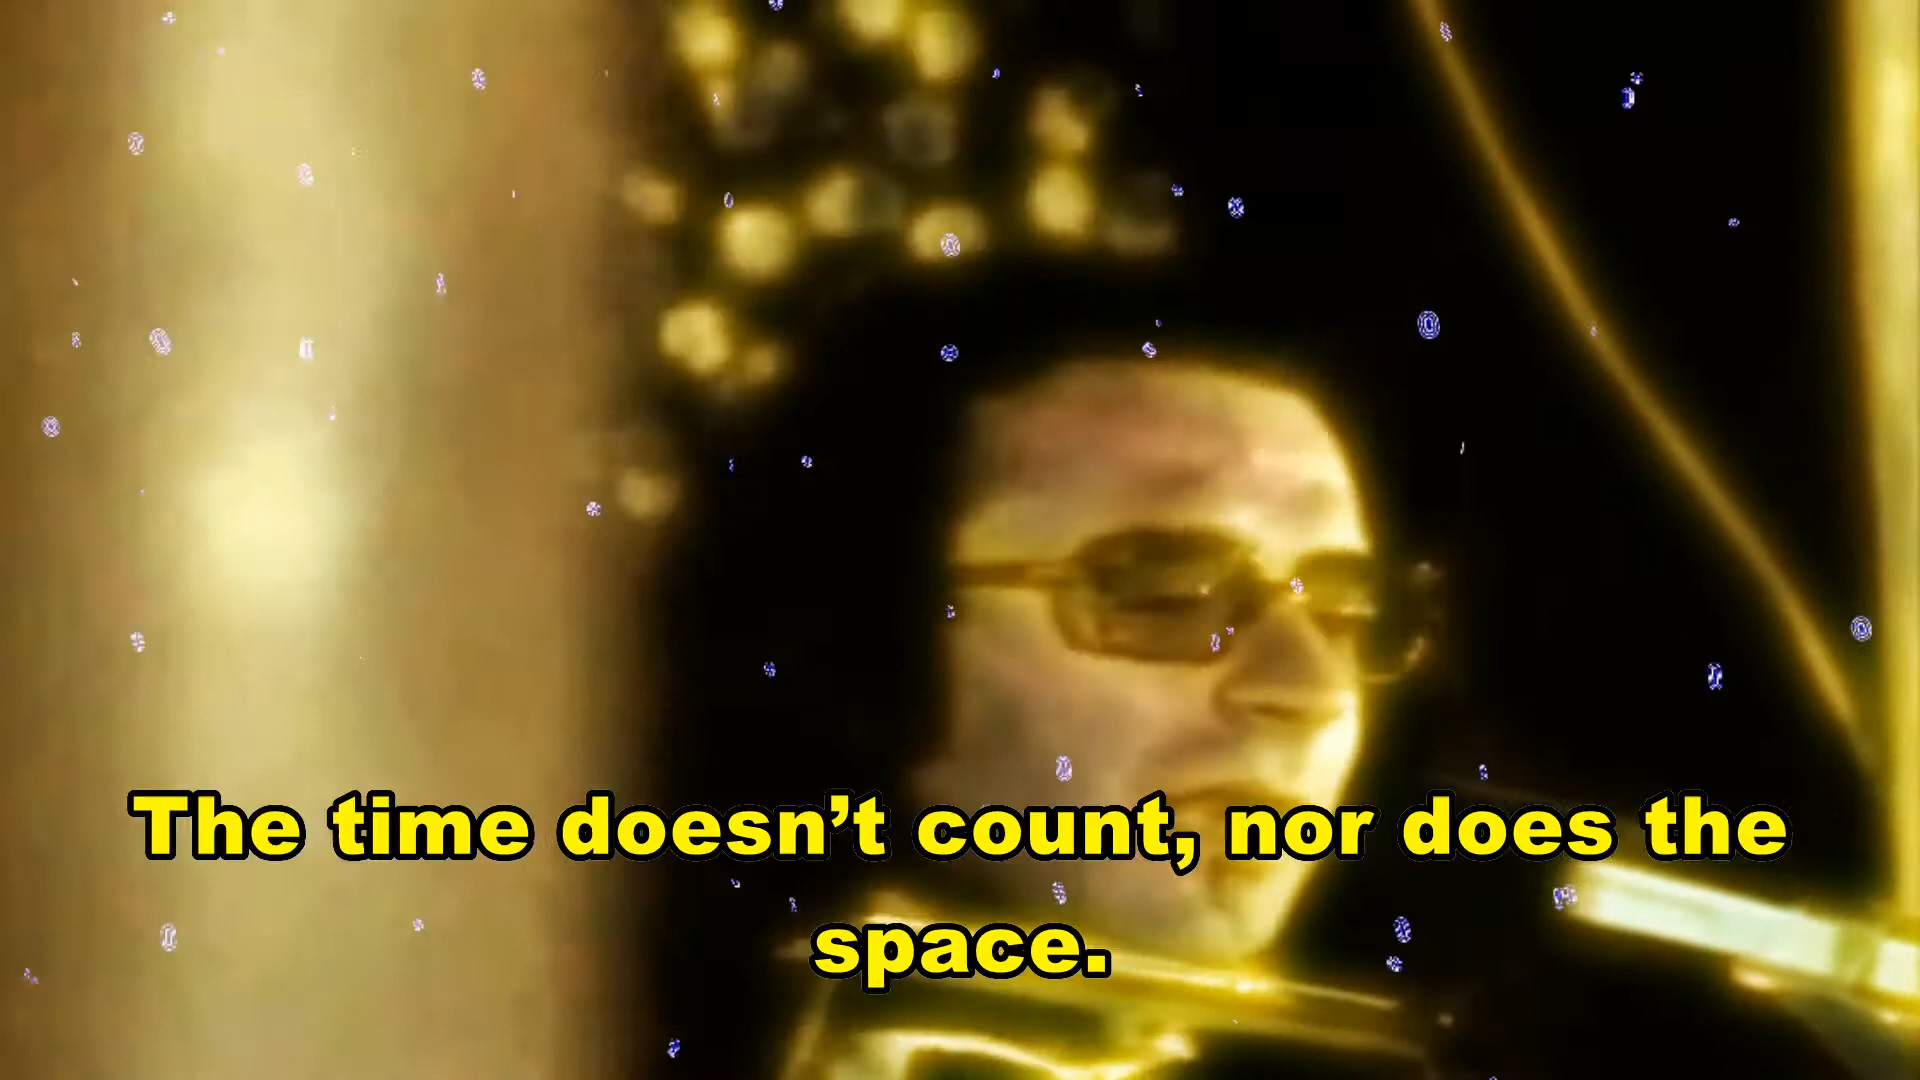 The time doesn’t count, nor does the
space.